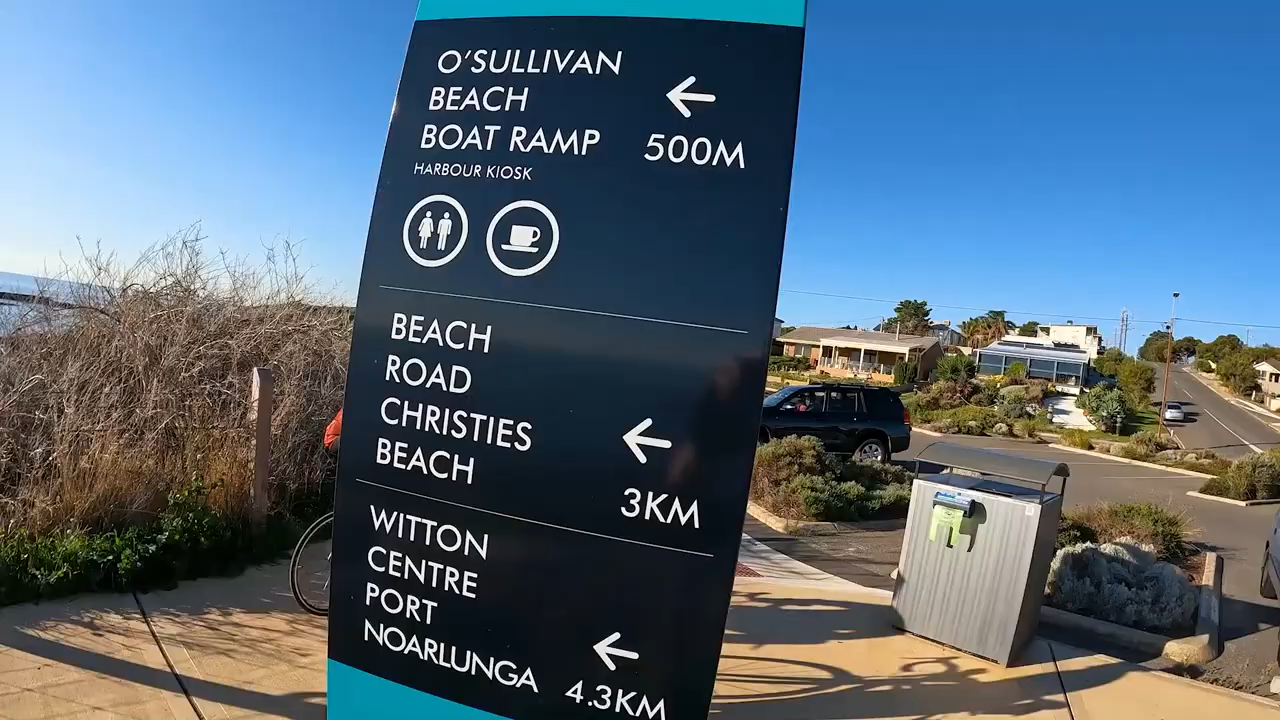 O'SULLIVAN
BEACH
BOAT RAMP
HARBOUR KIOSK
500M
BEACH
ROAD
CHRISTIES
BEACH
3KM
WITTON
CENTRE
PORT
NOARLUNGA
4.3KM